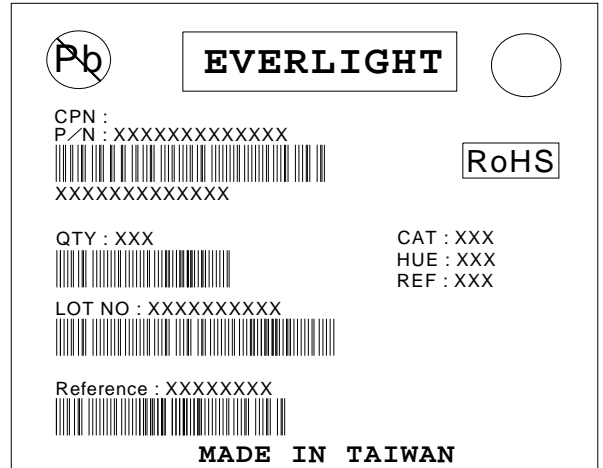 Pb
EVERLIGHT
CPN :
P/N : XXXXXXXXXXXXX
RoHS
XXXXXXXXXXXXX
QTY : XXX
CAT : XXX
HUE : XXX
REF : XXX
LOT NO : XXXXXXXXXX
Reference : XXXXXXXX
MADE IN TAIWAN